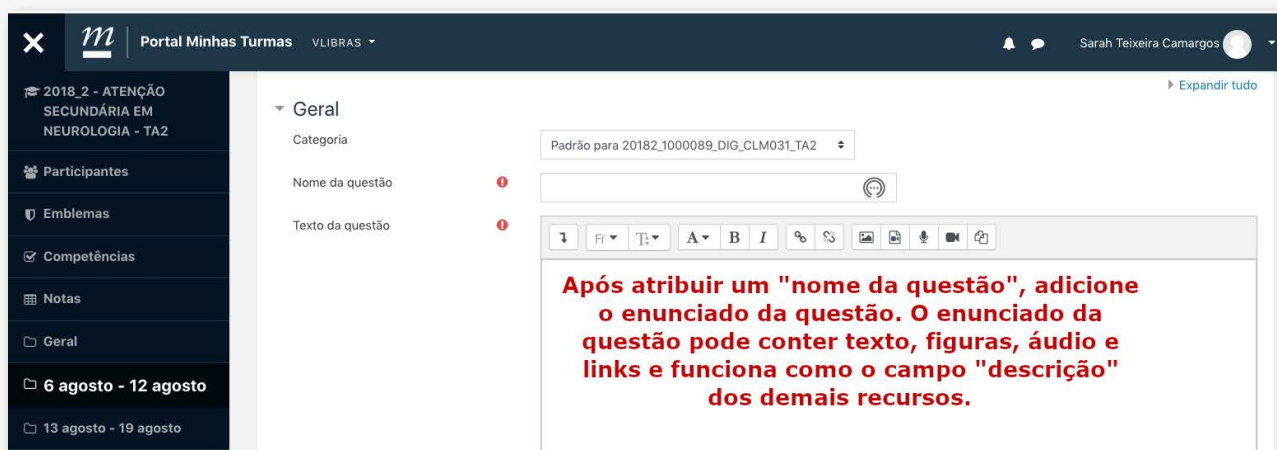 m
Portal Minhas Turmas
VLIBRAS
Sarah Teixeira Camargos
2018_2 - ATENÇÃO
SECUNDÁRIA EM
NEUROLOGIA - TA2
Participantes
Emblemas
Competências
Notas
Geral
6 agosto - 12 agosto
13 agosto - 19 agosto
Expandir tudo
Geral
Categoria
Padrão para 20182_1000089_DIG_CLM031_TA2
Nome da questão
Texto da questão
A B I
Após atribuir um "nome da questão", adicione
o enunciado da questão. O enunciado da
questão pode conter texto, figuras, áudio e
links e funciona como o campo "descrição"
dos demais recursos.